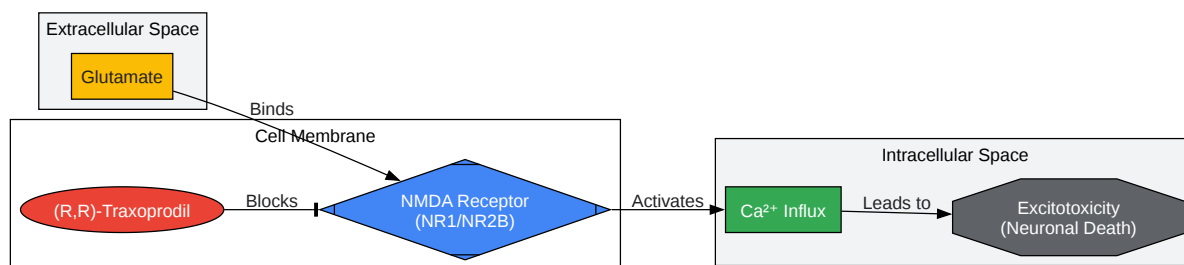 Extracellular Space
Glutamate
Binds
Cell Membrane
(R,R)-Traxoprodil
Blocks
NMDA Receptor
(NR1/NR2B)
Activates
Intracellular Space
Ca²⁺ Influx
Leads to
Excitotoxicity
(Neuronal Death)